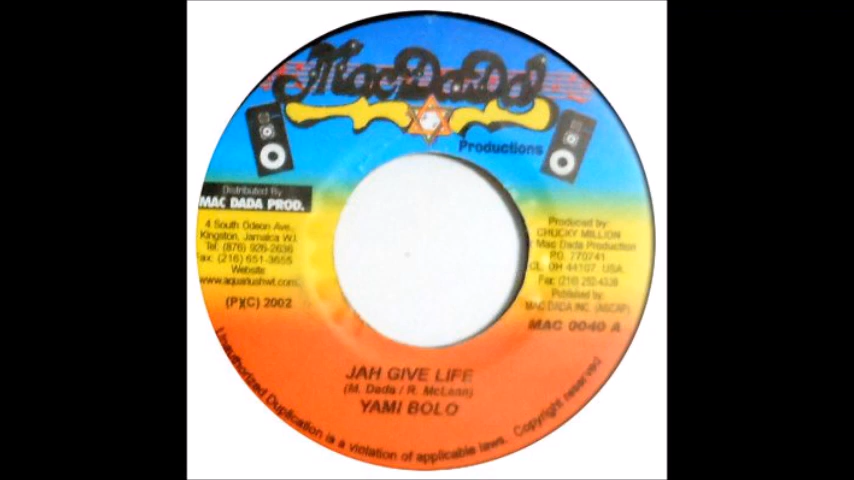 Mac Dada
Productions
Distributed By
MAC DADA PROD.
4 South Odeon Ave.,
Kingston, Jamaica W.I.
Tel: (876) 926-2636
Fax: (216) 651-3655
Website
www.aquariushwt.com
(P)(C) 2002
Produced by:
CHUCKY MILLION
Mac Dada Production
P.O. 770741
CL. OH 44107 USA
Fax: (216)
Published by:
MAC DADA INC. (ASCAP)
MAC 0040 A
JAH GIVE LIFE
(M. Dada / R. McLean)
YAMI BOLO
Unauthorized Duplication is a violation of applicable laws. Copyright reserved